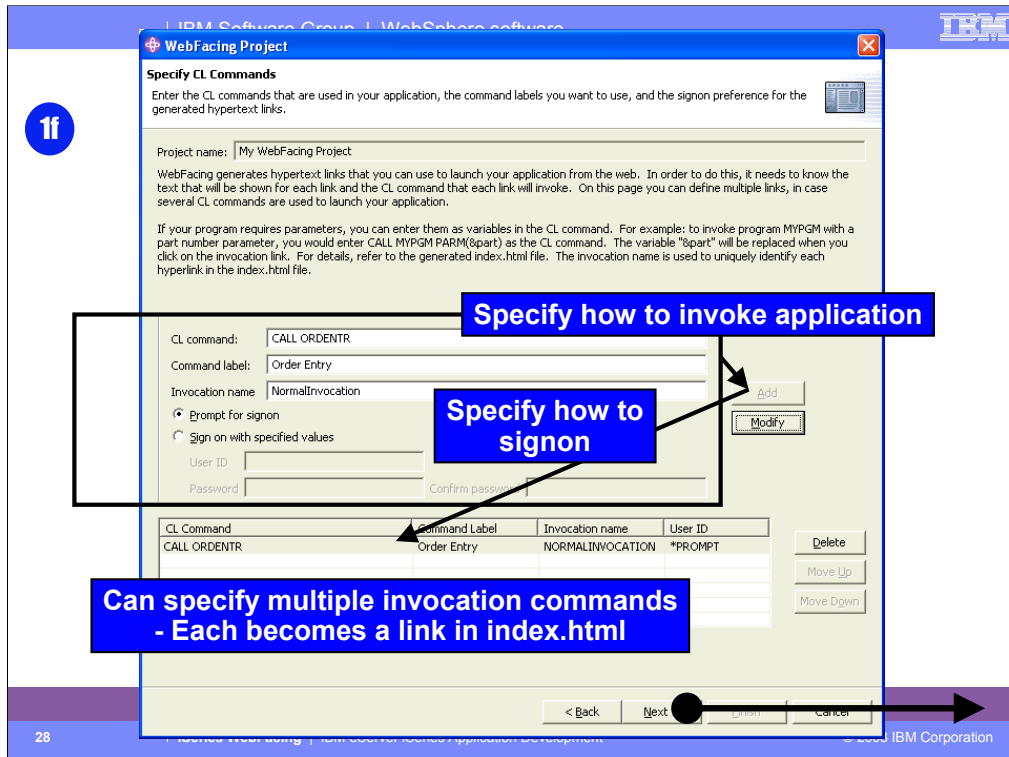 IBM Software Group | WebSphere software
IBM
WebFacing Project
Specify CL Commands
Enter the CL commands that are used in your application, the command labels you want to use, and the signon preference for the
generated hypertext links.
1f
Project name: My WebFacing Project
WebFacing generates hypertext links that you can use to launch your application from the web. In order to do this, it needs to know the
text that will be shown for each link and the CL command that each link will invoke. On this page you can define multiple links, in case
several CL commands are used to launch your application.
If your program requires parameters, you can enter them as variables in the CL command. For example: to invoke program MYPGM with a
part number parameter, you would enter CALL MYPGM PARM(&part) as the CL command. The variable "&part" will be replaced when you
click on the invocation link. For details, refer to the generated index.html file. The invocation name is used to uniquely identify each
hyperlink in the index.html file.
Specify how to invoke application
CL command: CALL ORDENTR
Command label: Order Entry
Invocation name NormalInvocation
Add
Prompt for signon
Specify how to
signon
Modify
Sign on with specified values
User ID
Password Confirm password
CL Command Command Label Invocation name User ID
CALL ORDENTR Order Entry NORMALINVOCATION *PROMPT
Delete
Move Up
Move Down
Can specify multiple invocation commands
- Each becomes a link in index.html
< Back Next Finish Cancel
28 iSeries WebFacing | IBM eServer iSeries Application Development © IBM Corporation